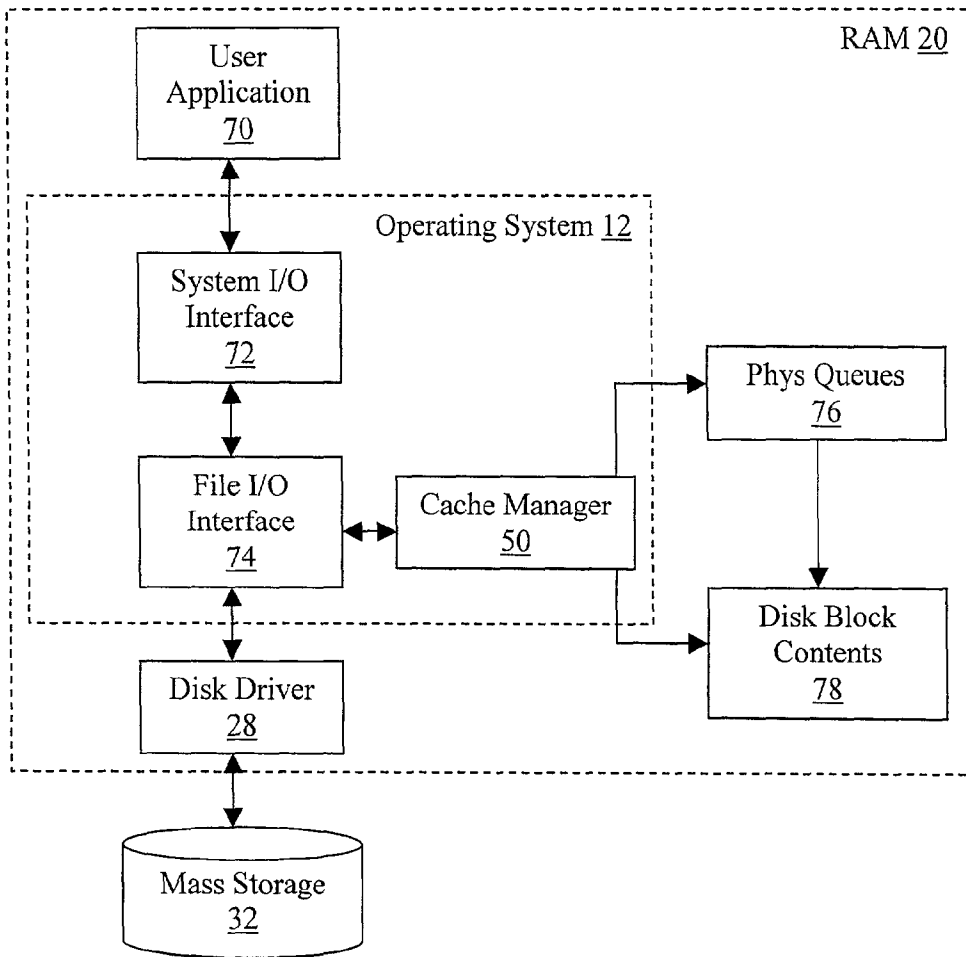 RAM 20
User
Application
70
Operating System 12
System I/O
Interface
72
Phys Queues
76
File I/O
Interface
74
Cache Manager
50
Disk Block
Contents
78
Disk Driver
28
Mass Storage
32